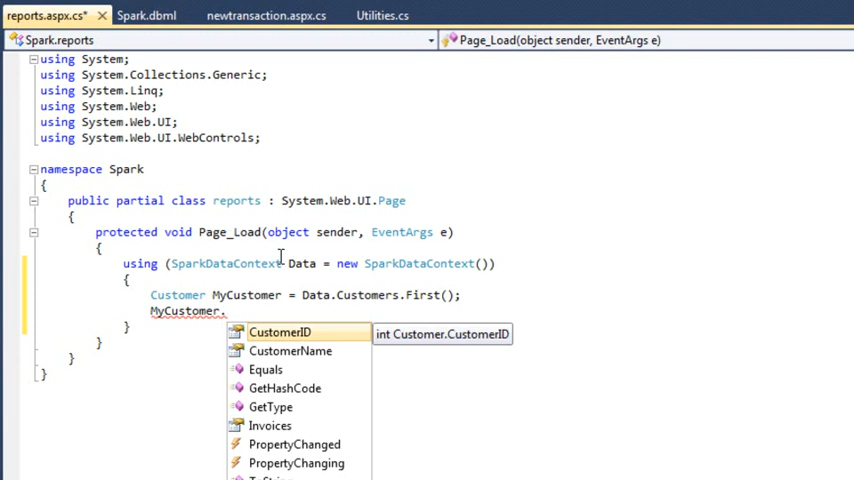 reports.aspx.cs* Spark.dbml newtransaction.aspx.cs Utilities.cs
Spark.reports Page_Load(object sender, EventArgs e)
using System;
using System.Collections.Generic;
using System.Linq;
using System.Web;
using System.Web.UI;
using System.Web.UI.WebControls;
namespace Spark
{
public partial class reports : System.Web.UI.Page
{
protected void Page_Load(object sender, EventArgs e)
{
using (SparkDataContext Data = new SparkDataContext())
{
Customer MyCustomer = Data.Customers.First();
MyCustomer.
}
CustomerID int Customer.CustomerID
}
CustomerName
}
Equals
}
GetHashCode
GetType
Invoices
PropertyChanged
PropertyChanging